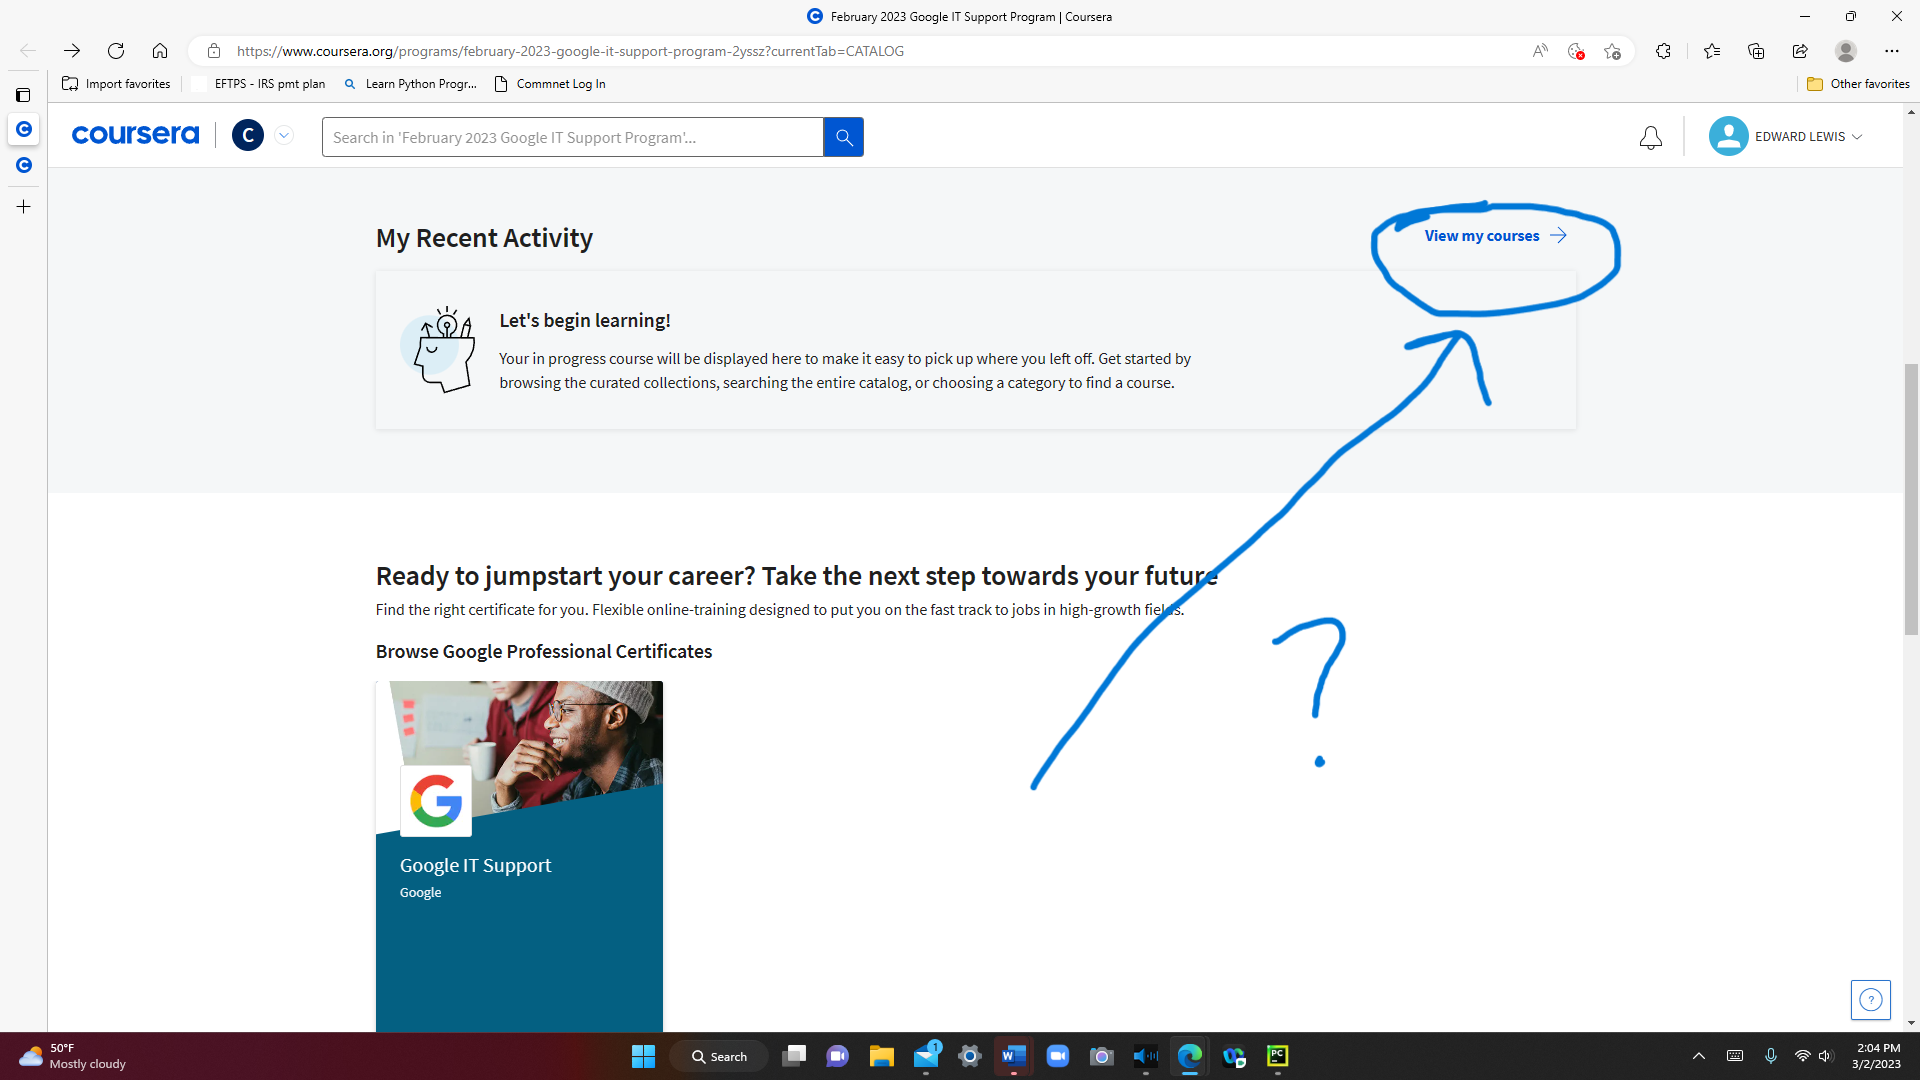 February 2023 Google IT Support Program | Coursera
https://www.coursera.org/programs/february-2023-google-it-support-program-2yssz?currentTab=CATALOG
Import favorites
EFTPS - IRS pmt plan
Learn Python Progr...
Commnet Log In
Other favorites
coursera
C
Search in 'February 2023 Google IT Support Program'...
EDWARD LEWIS
My Recent Activity
View my courses
Let's begin learning!
Your in progress course will be displayed here to make it easy to pick up where you left off. Get started by
browsing the curated collections, searching the entire catalog, or choosing a category to find a course.
Ready to jumpstart your career? Take the next step towards your future
Find the right certificate for you. Flexible online-training designed to put you on the fast track to jobs in high-growth fields.
?
Browse Google Professional Certificates
G
Google IT Support
Google
?
50°F
Mostly cloudy
Search
1
W
PC
2:04 PM
3/2/2023